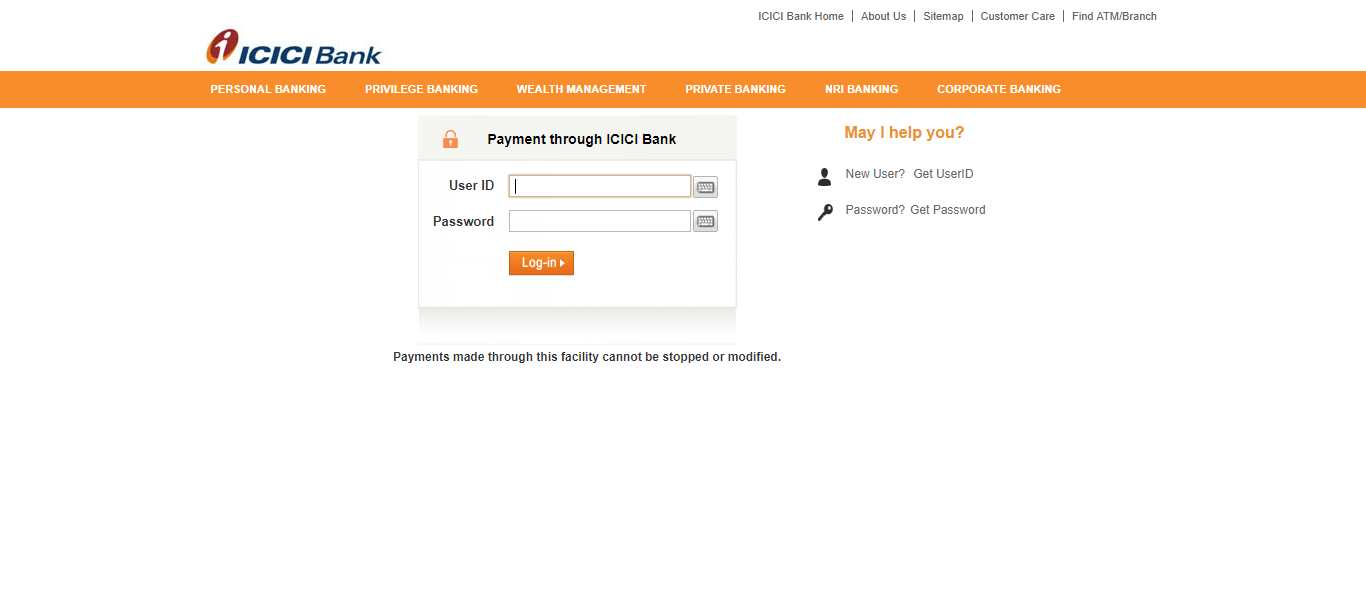 ICICI Bank Home | About Us | Sitemap | Customer Care | Find ATM/Branch
i ICICI Bank
PERSONAL BANKING PRIVILEGE BANKING WEALTH MANAGEMENT PRIVATE BANKING NRI BANKING CORPORATE BANKING
Payment through ICICI Bank
User ID
Password
Log-in
Payments made through this facility cannot be stopped or modified.
May I help you?
New User? Get UserID
Password? Get Password